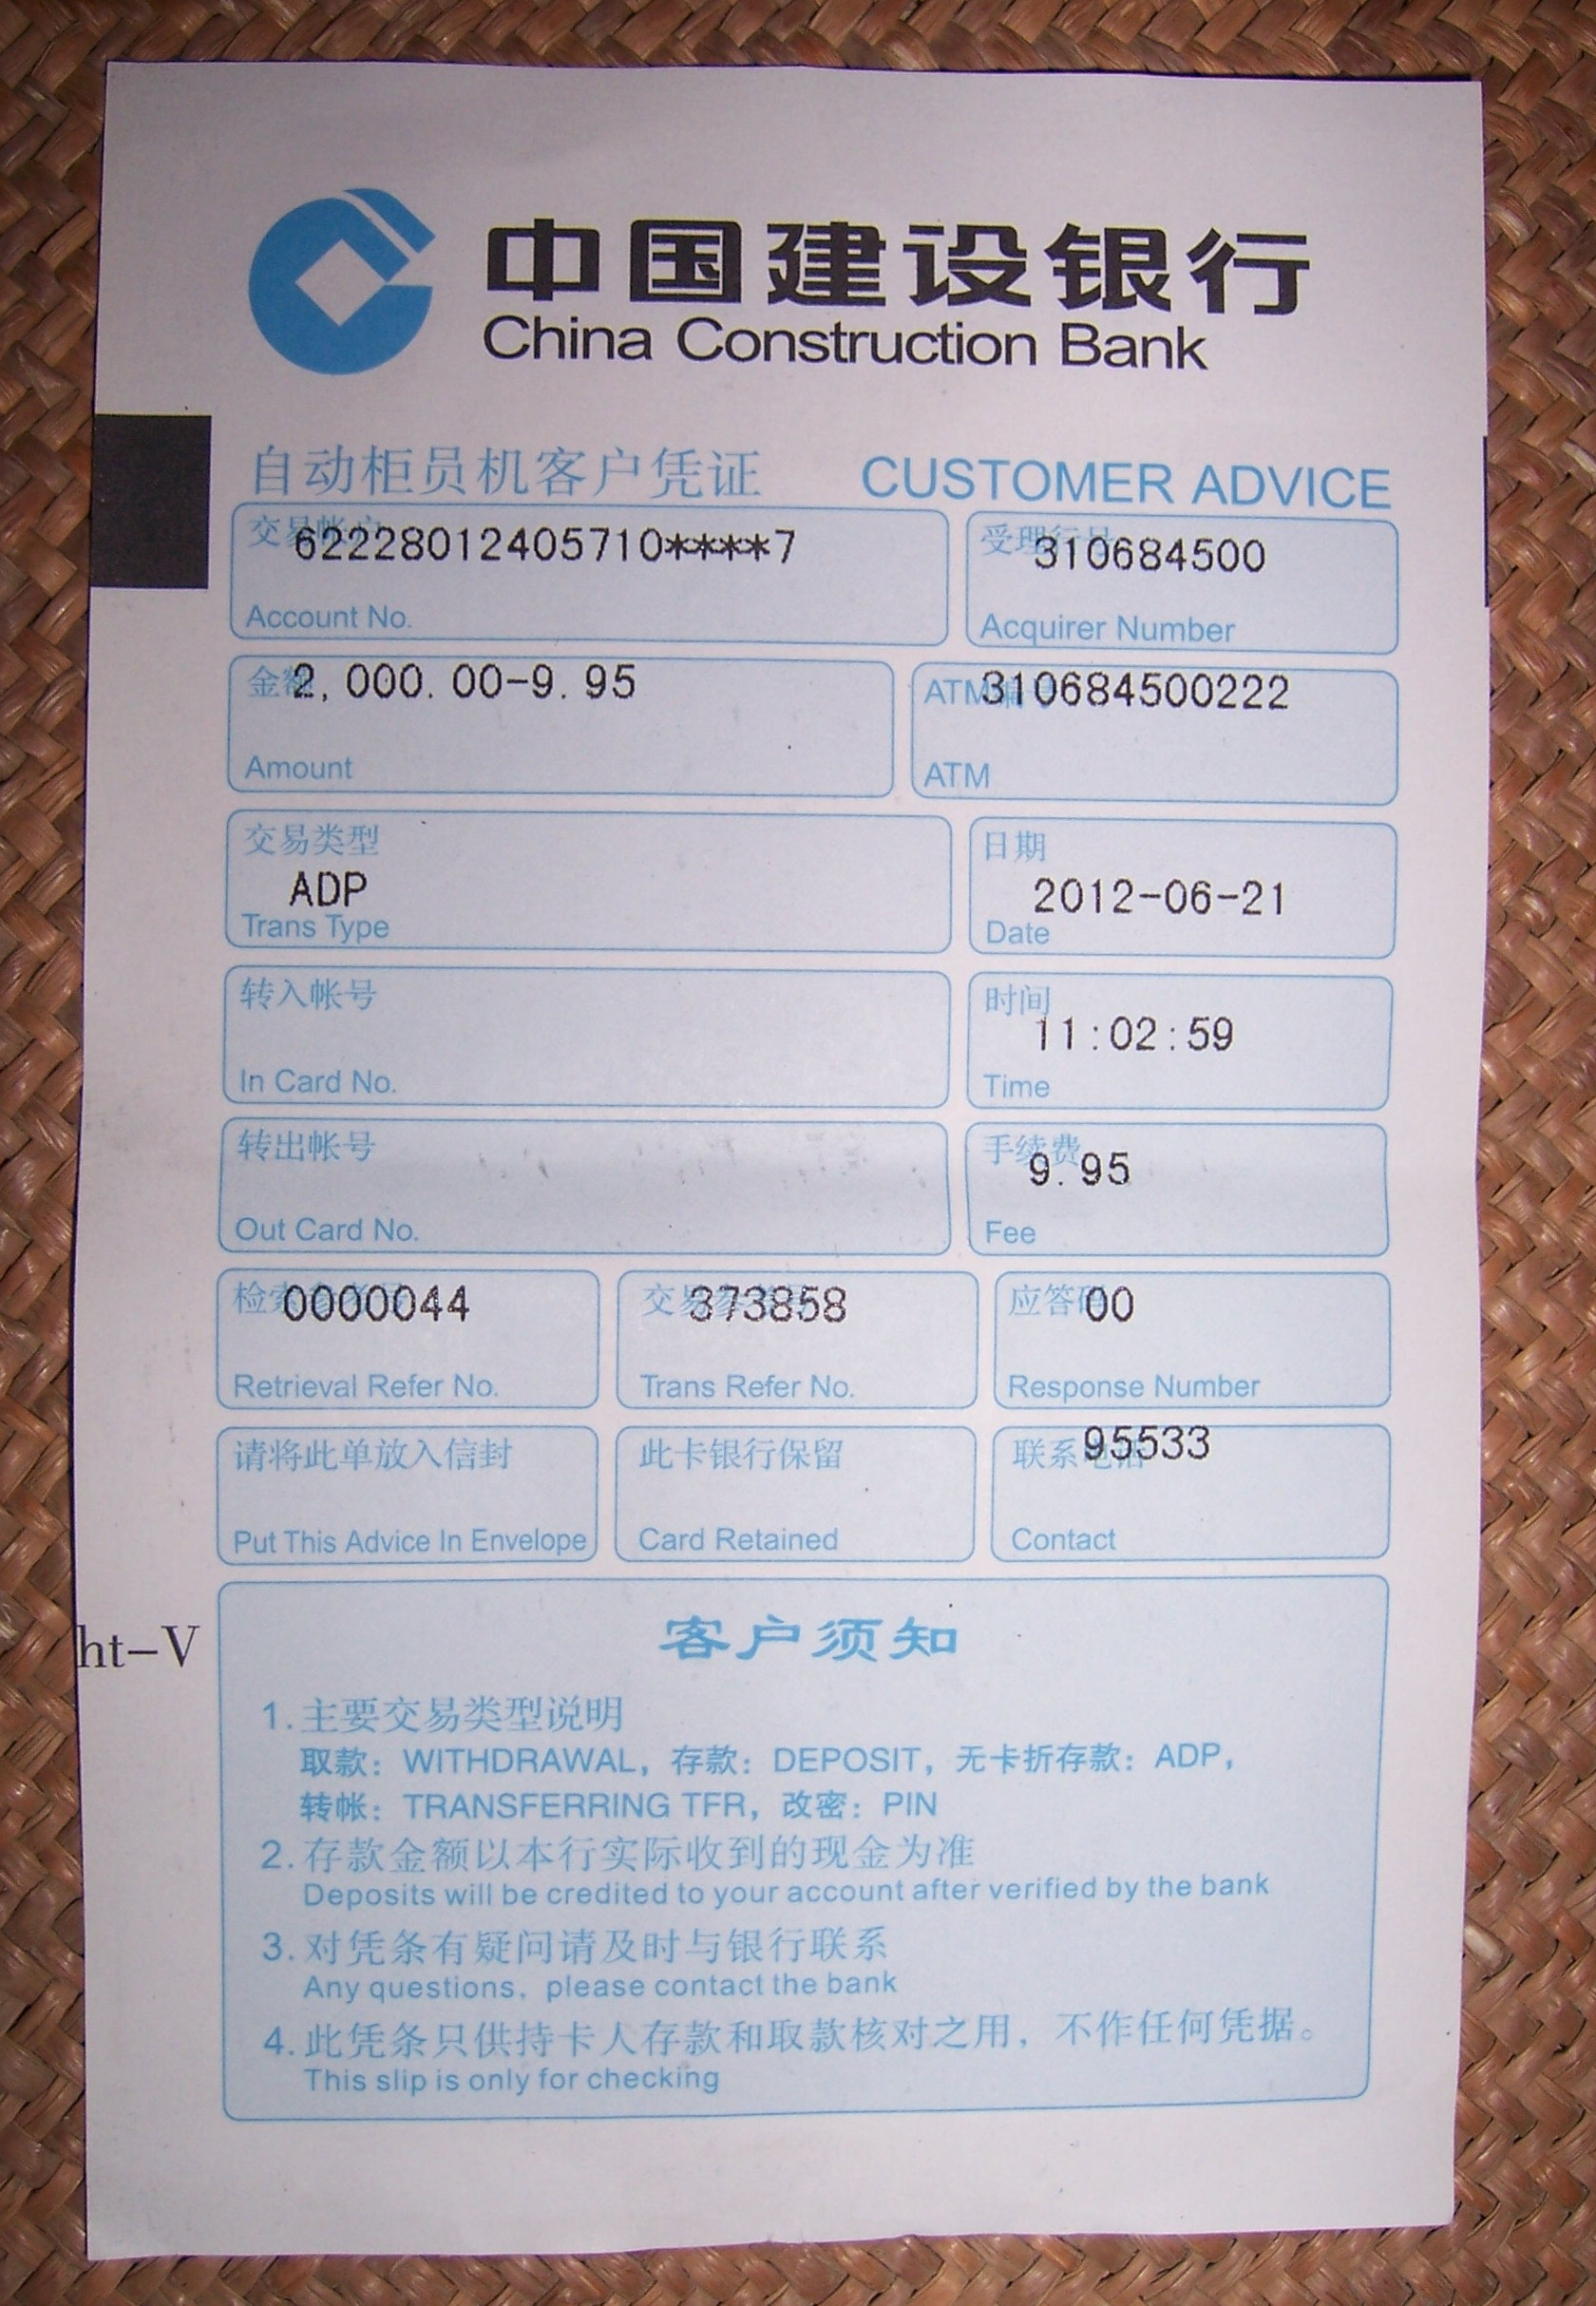 中国建设银行
China Construction Bank
自动柜员机客户凭证 CUSTOMER ADVICE
62228012405710****7
Account No.
310684500
Acquirer Number
2,000.00-9.95
Amount
310684500222
ATM
交易类型
ADP
Trans Type
日期
2012-06-21
Date
转入帐号
In Card No.
时间
11:02:59
Time
转出帐号
Out Card No.
手续费
9.95
Fee
0000044
Retrieval Refer No.
373858
Trans Refer No.
应答码
00
Response Number
请将此单放入信封
Put This Advice In Envelope
此卡银行保留
Card Retained
联系电话
95533
Contact
ht-V
客户须知
1.主要交易类型说明
取款：WITHDRAWAL，存款：DEPOSIT，无卡折存款：ADP，
转帐：TRANSFERRING TFR，改密：PIN
2.存款金额以本行实际收到的现金为准
Deposits will be credited to your account after verified by the bank
3.对凭条有疑问请及时与银行联系
Any questions, please contact the bank
4.此凭条只供持卡人存款和取款核对之用，不作任何凭据。
This slip is only for checking